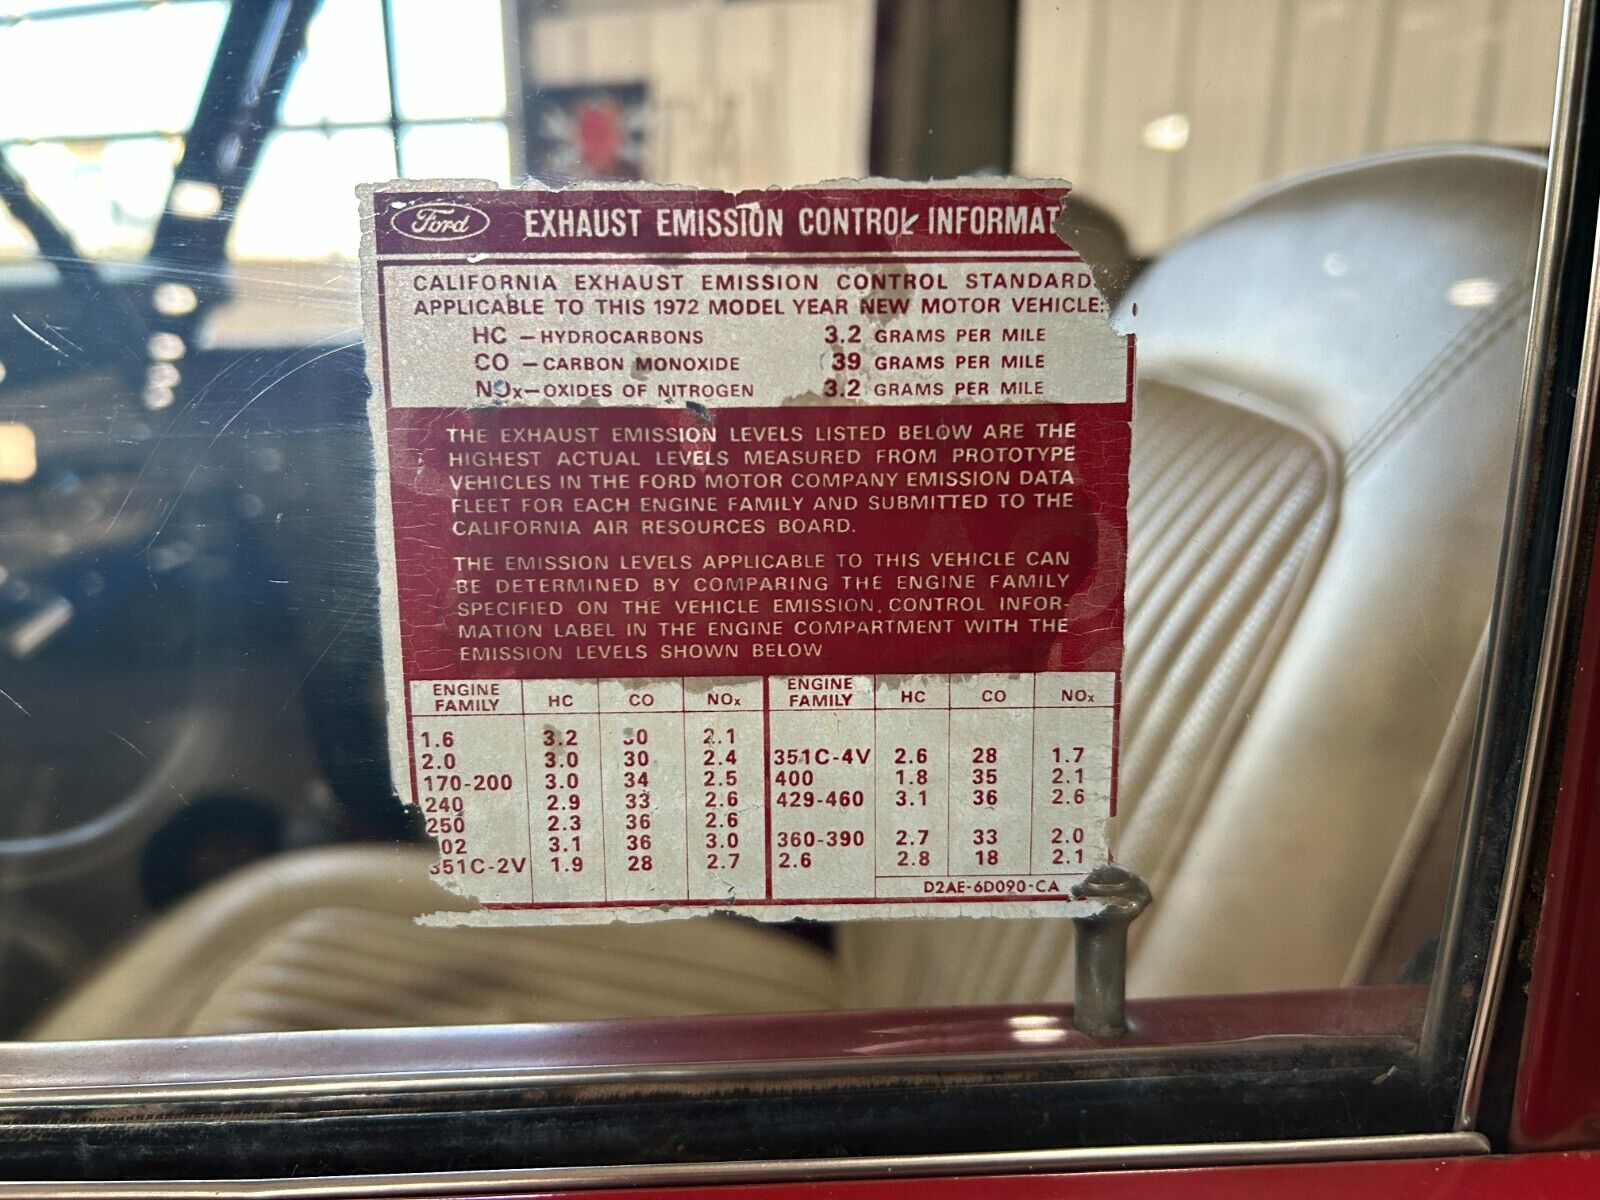 Ford EXHAUST EMISSION CONTROL INFORMAT
CALIFORNIA EXHAUST EMISSION CONTROL STANDARD
APPLICABLE TO THIS 1972 MODEL YEAR NEW MOTOR VEHICLE:
HC – HYDROCARBONS 3.2 GRAMS PER MILE
CO – CARBON MONOXIDE 39 GRAMS PER MILE
NOx – OXIDES OF NITROGEN 3.2 GRAMS PER MILE
THE EXHAUST EMISSION LEVELS LISTED BELOW ARE THE
HIGHEST ACTUAL LEVELS MEASURED FROM PROTOTYPE
VEHICLES IN THE FORD MOTOR COMPANY EMISSION DATA
FLEET FOR EACH ENGINE FAMILY AND SUBMITTED TO THE
CALIFORNIA AIR RESOURCES BOARD.
THE EMISSION LEVELS APPLICABLE TO THIS VEHICLE CAN
BE DETERMINED BY COMPARING THE ENGINE FAMILY
SPECIFIED ON THE VEHICLE EMISSION CONTROL INFOR-
MATION LABEL IN THE ENGINE COMPARTMENT WITH THE
EMISSION LEVELS SHOWN BELOW
ENGINE FAMILY HC CO NOx
1.6 3.2 30 2.1
2.0 3.0 30 2.4
170-200 3.0 34 2.5
240 2.9 33 2.6
250 2.3 36 2.6
02 3.1 36 3.0
351C-2V 1.9 28 2.7
ENGINE FAMILY HC CO NOx
351C-4V 2.6 28 1.7
400 1.8 35 2.1
429-460 3.1 36 2.6
360-390 2.7 33 2.0
2.6 2.8 18 2.1
D2AE-6D090-CA